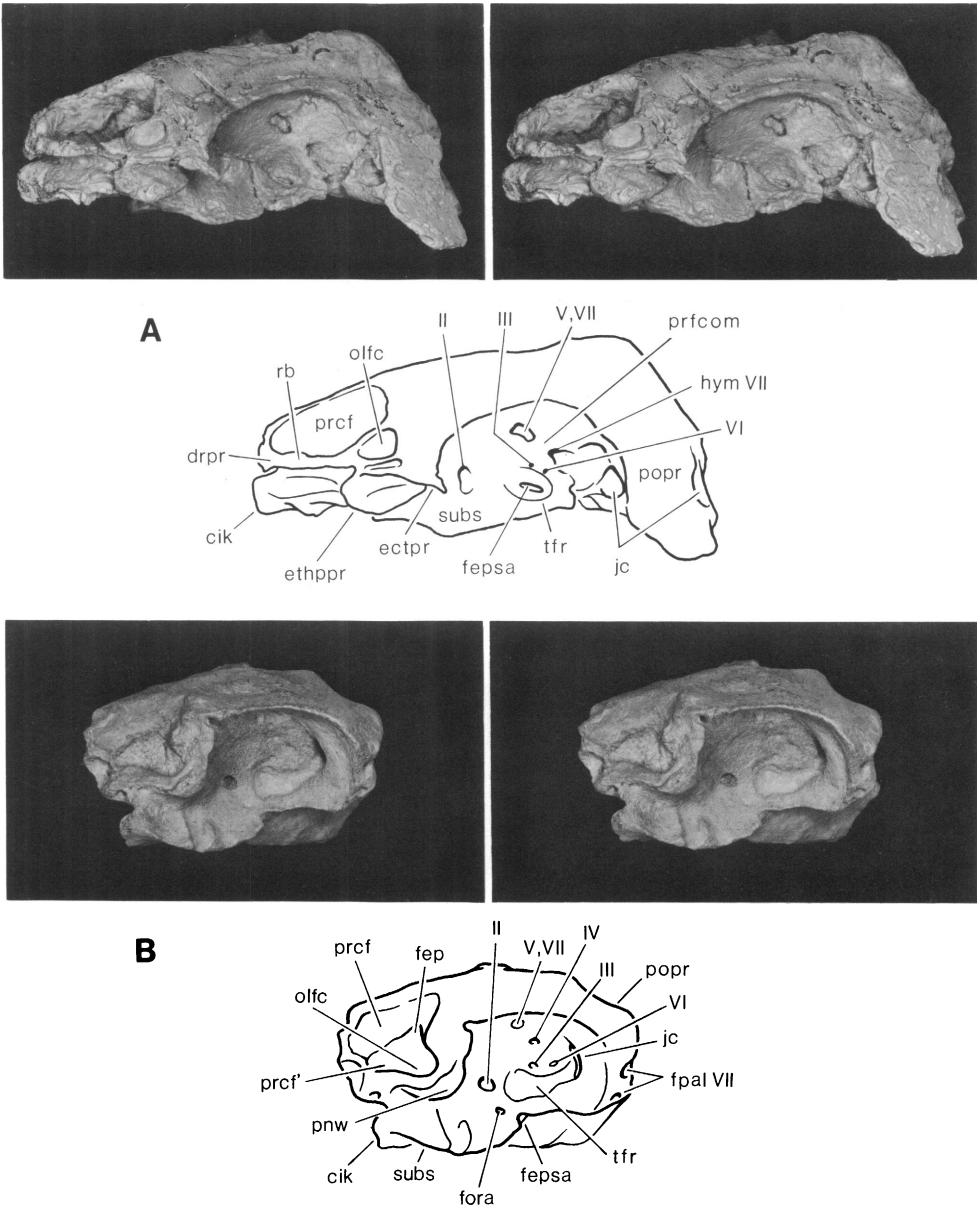 A
II
III
V,VII
prfcom
olfc
rb
hym VII
prcf
VI
drpr
popr
cik
subs
ectpr
tfr
fepsa
jc
ethppr
B
II
V,VII
IV
prcf
fep
III
popr
olfc
VI
jc
prcf'
fpal VII
pnw
tfr
cik
subs
fepsa
fora